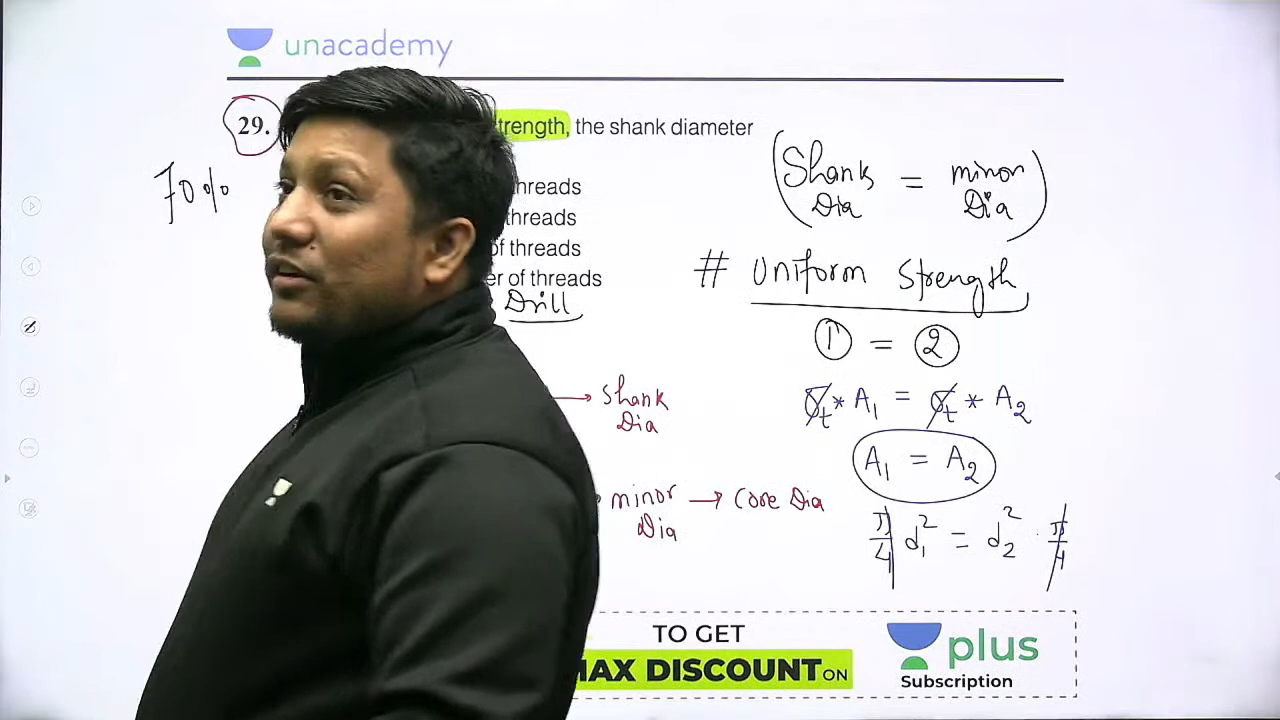 unacademy
29.
trength, the shank diameter
70%
hreads
threads
of threads
er of threads
Drill
(Shank Dia = minor Dia)
# Uniform Strength
① = ②
σt * A1 = σt * A2
A1 = A2
π/4 d1² = d2² · π/4
→ Shank Dia
minor Dia → Core Dia
TO GET
MAX DISCOUNT ON
plus
Subscription